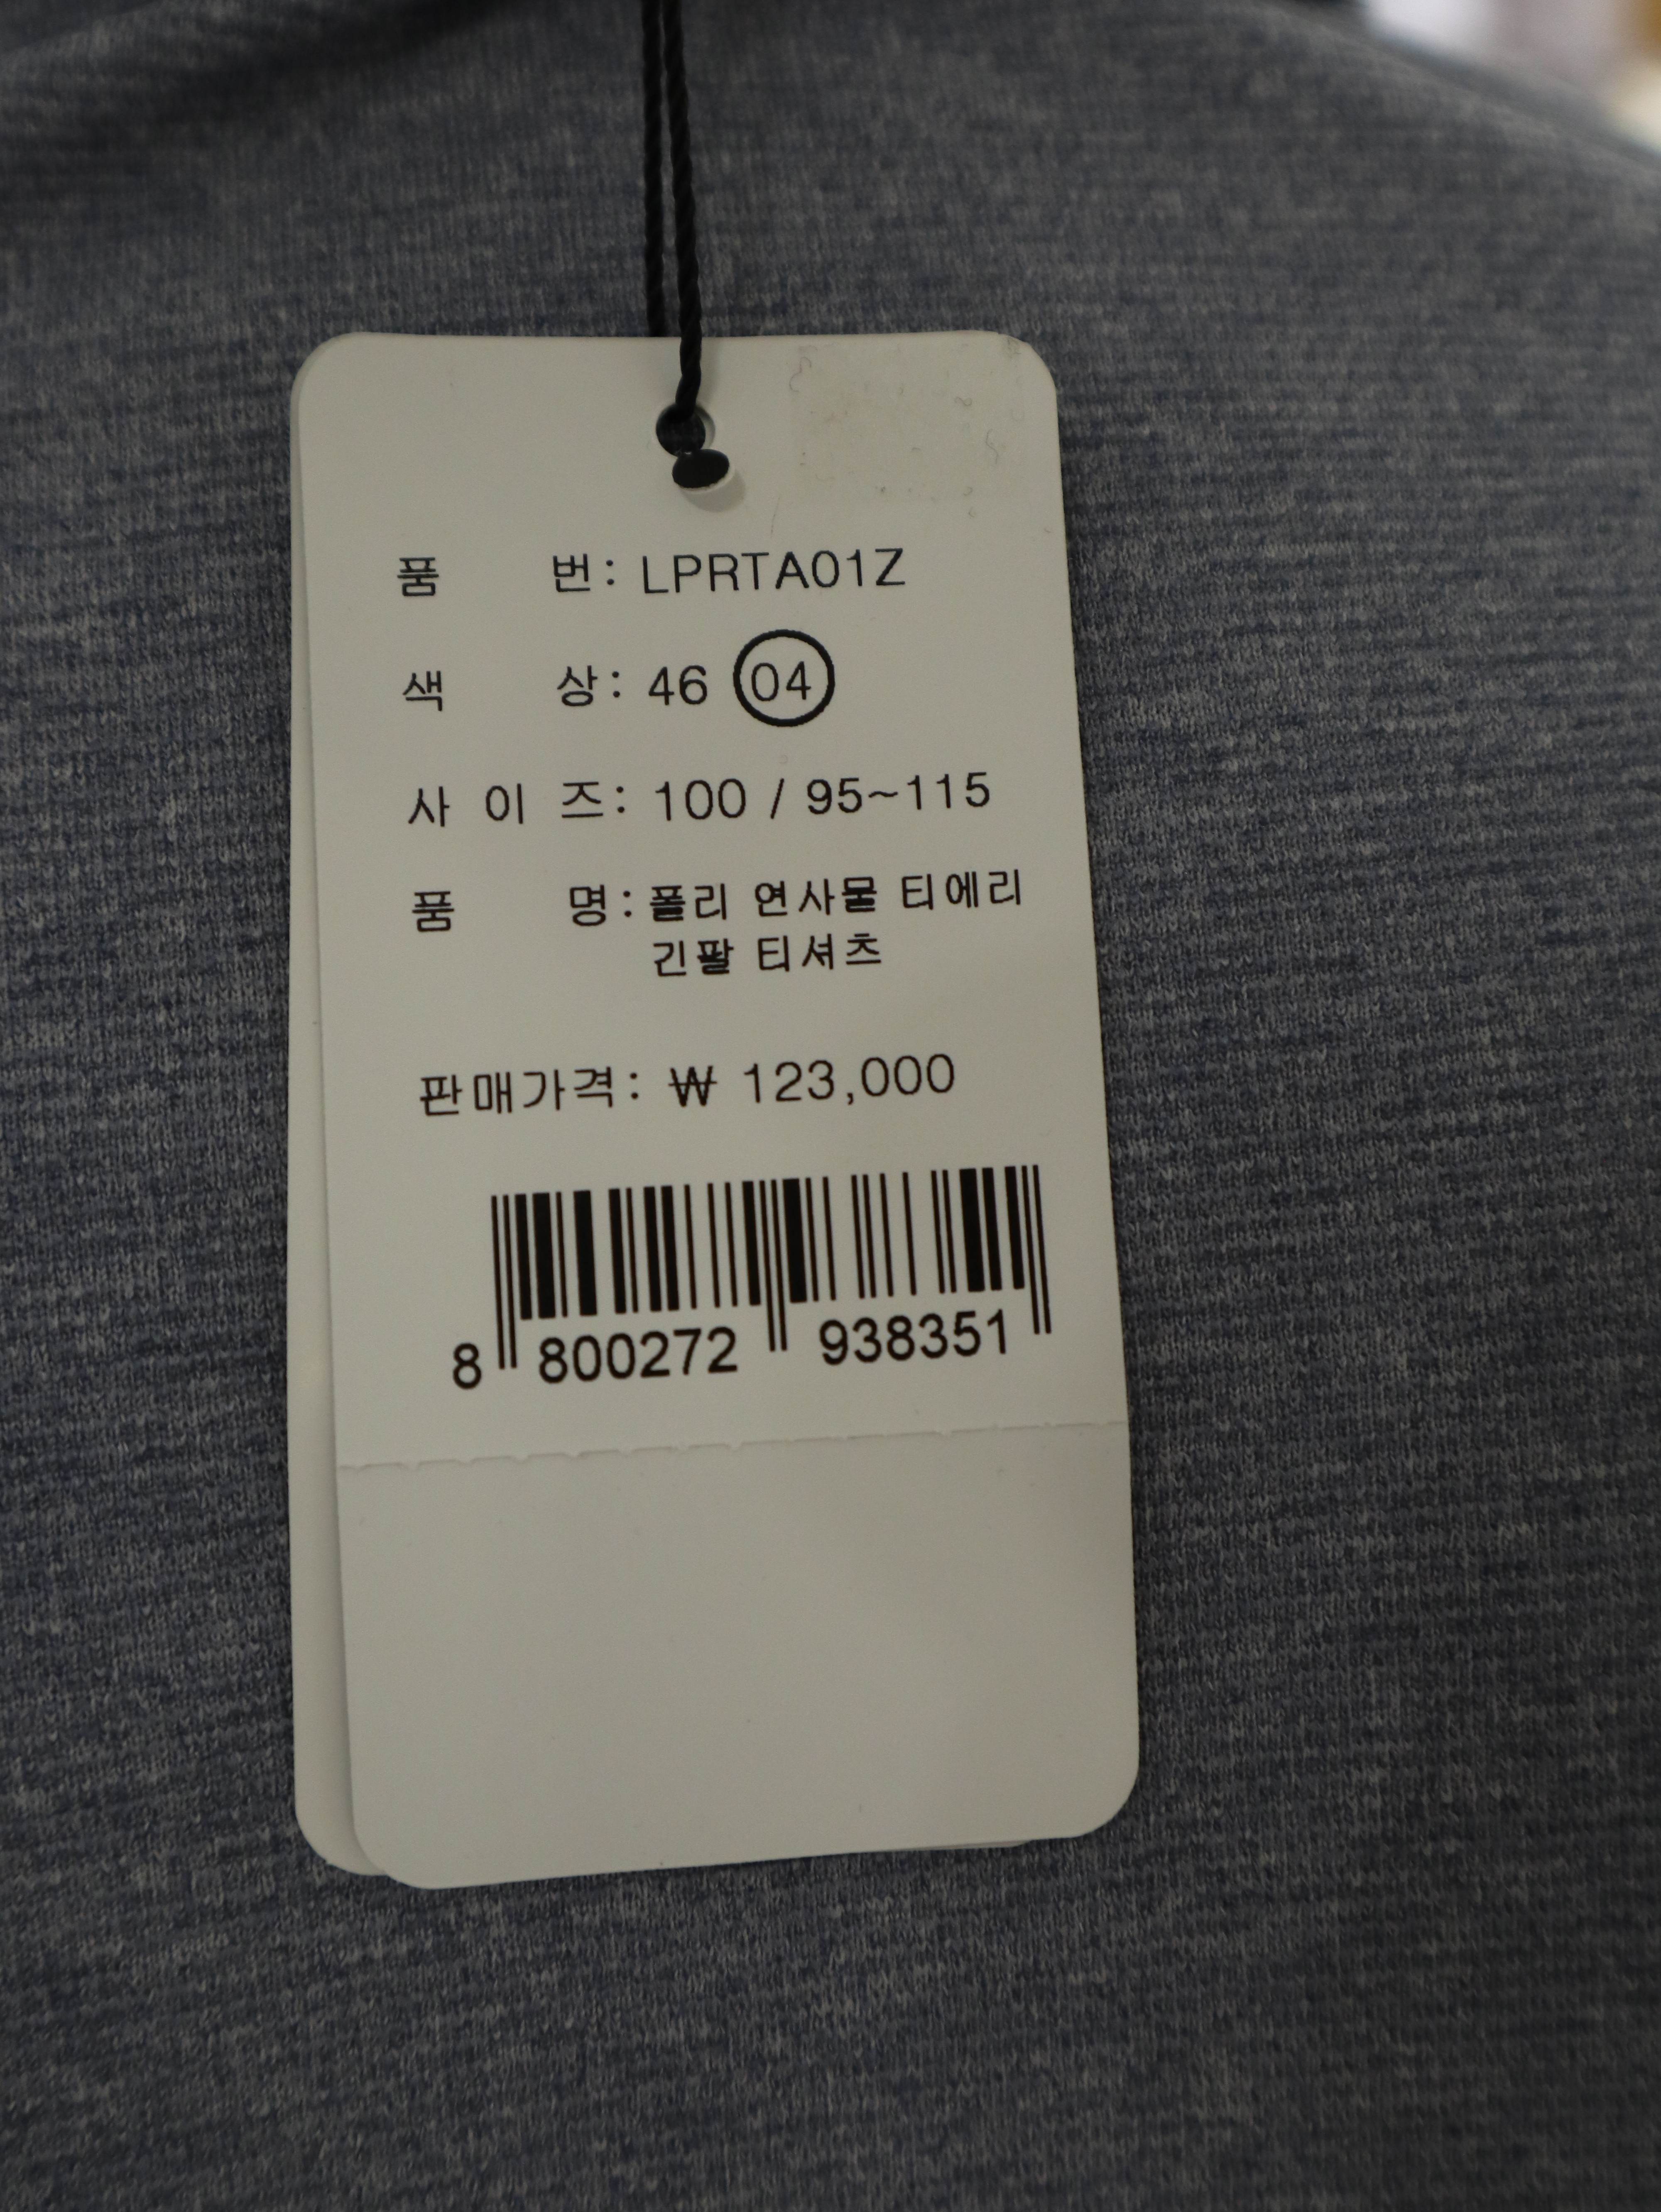 품 번: LPRTA01Z
색 상: 46 04
사 이 즈: 100 / 95~115
품 명: 폴리 연사물 티에리
긴팔 티셔츠
판매가격: ₩ 123,000
8 800272 938351